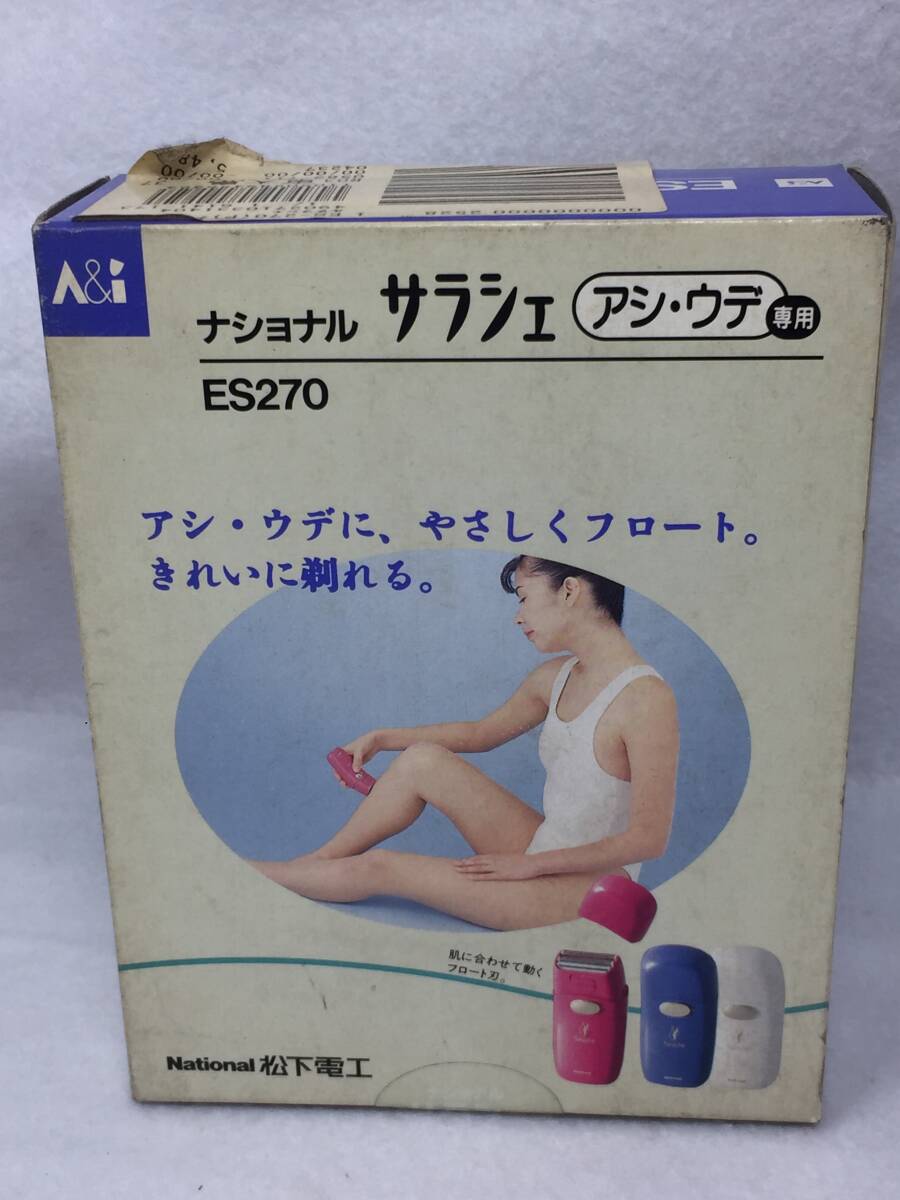 ES
A&i
ナショナル サラシェ アシ・ウデ 専用
ES270
アシ・ウデに、やさしくフロート。
きれいに剃れる。
肌に合わせて動く
フロート刃。
National 松下電工